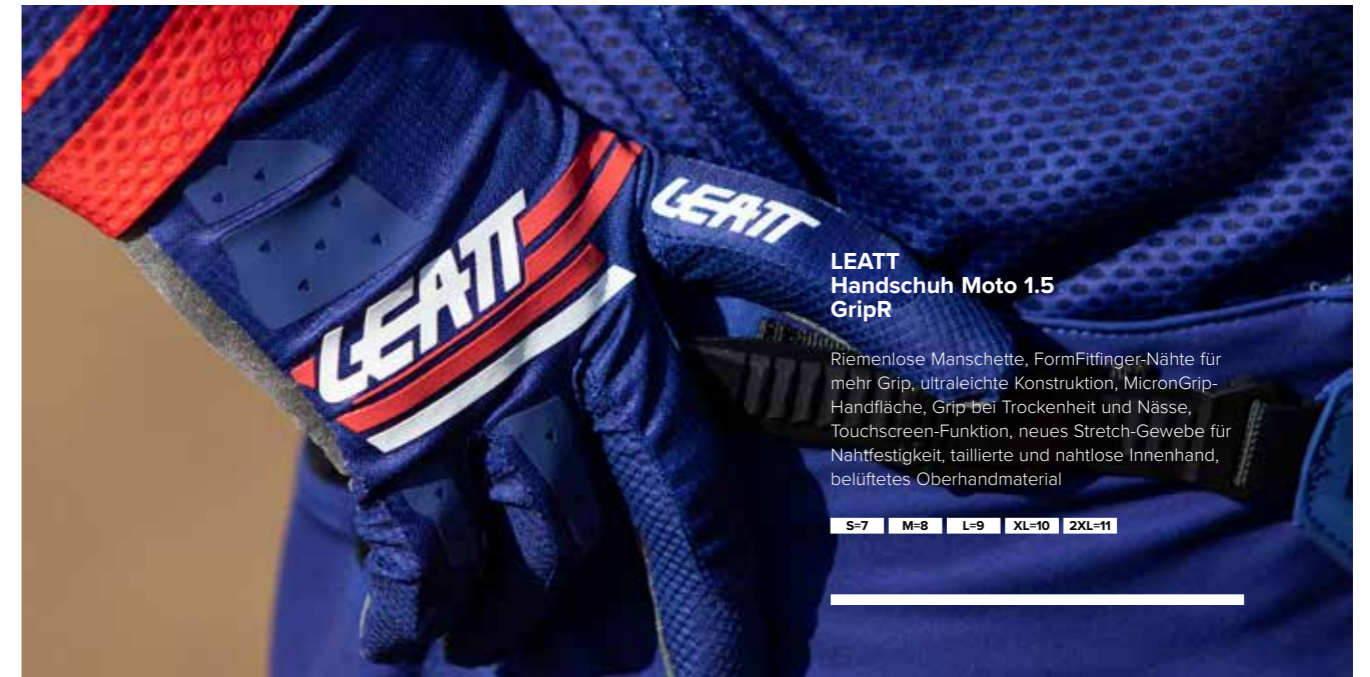 LEATT
LEATT
LEATT
Handschuh Moto 1.5
GripR
Riemenlose Manschette, FormFitfinger-Nähte für
mehr Grip, ultraleichte Konstruktion, MicronGrip-
Handfläche, Grip bei Trockenheit und Nässe,
Touchscreen-Funktion, neues Stretch-Gewebe für
Nahtfestigkeit, taillierte und nahtlose Innenhand,
belüftetes Oberhandmaterial
S=7 M=8 L=9 XL=10 2XL=11